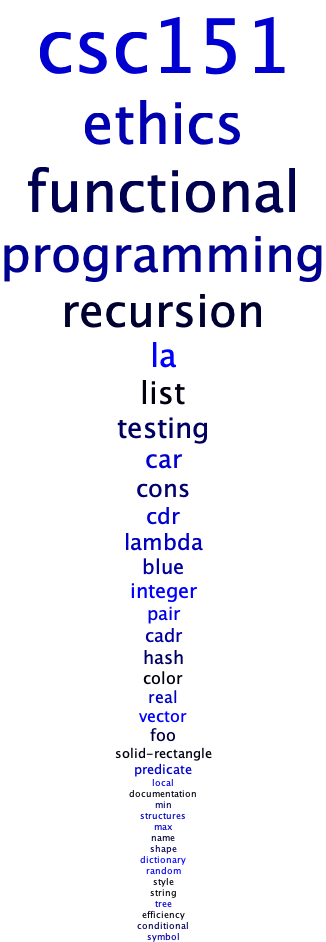 csc151
ethics
functional
programming
recursion
la
list
testing
car
cons
cdr
lambda
blue
integer
pair
cadr
hash
color
real
vector
foo
solid-rectangle
predicate
local
documentation
min
structures
max
name
shape
dictionary
random
style
string
tree
efficiency
conditional
symbol